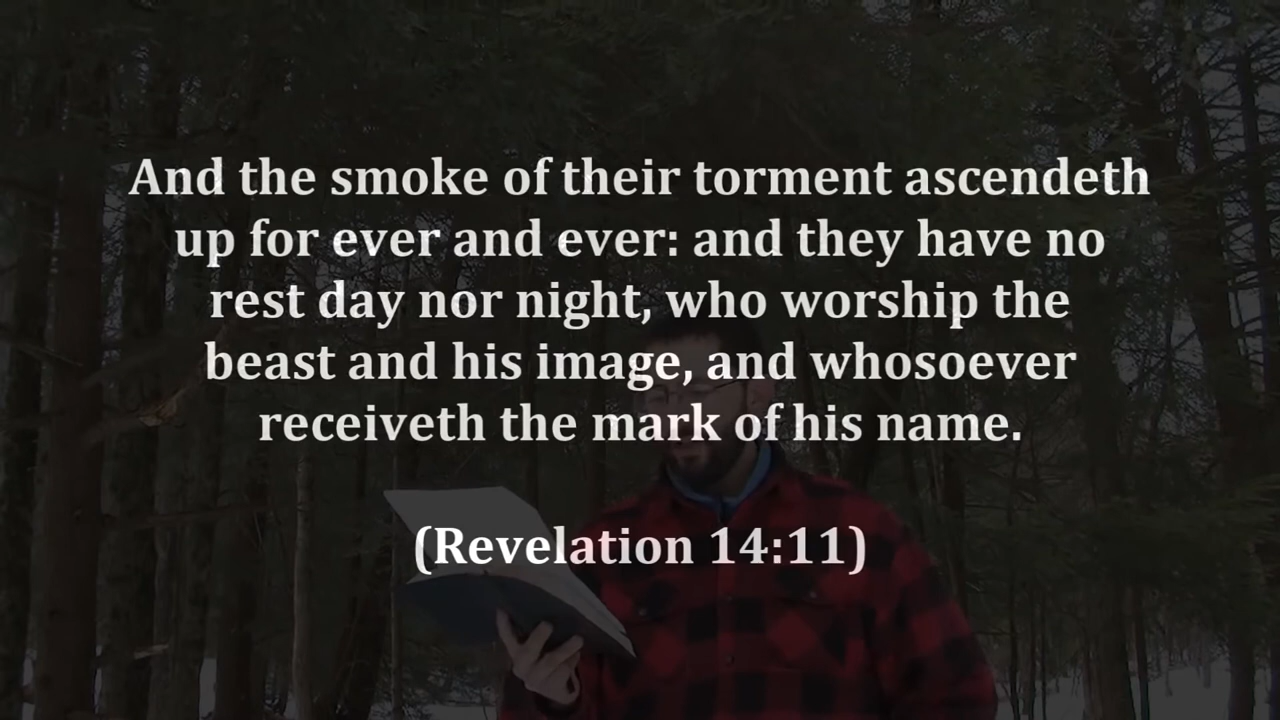 And the smoke of their torment ascendeth
up for ever and ever: and they have no
rest day nor night, who worship the
beast and his image, and whosoever
receiveth the mark of his name.
(Revelation 14:11)